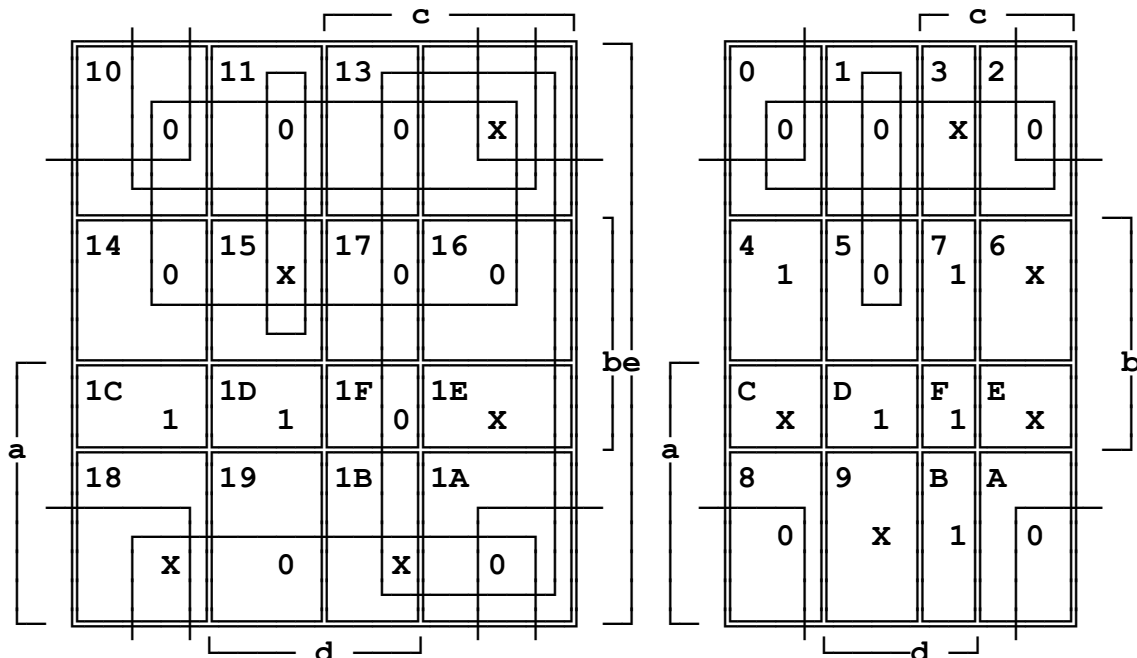 c c
10 11 13 0 1 3 2
0 0 0 X 0 0 X 0
14 15 17 16 4 5 7 6
0 X 0 0 1 0 1 X
be b
1C 1D 1F 1E C D F E
1 1 0 X X 1 1 X
a a
18 19 1B 1A 8 9 B A
0 X 1 0
X 0 X 0
d d